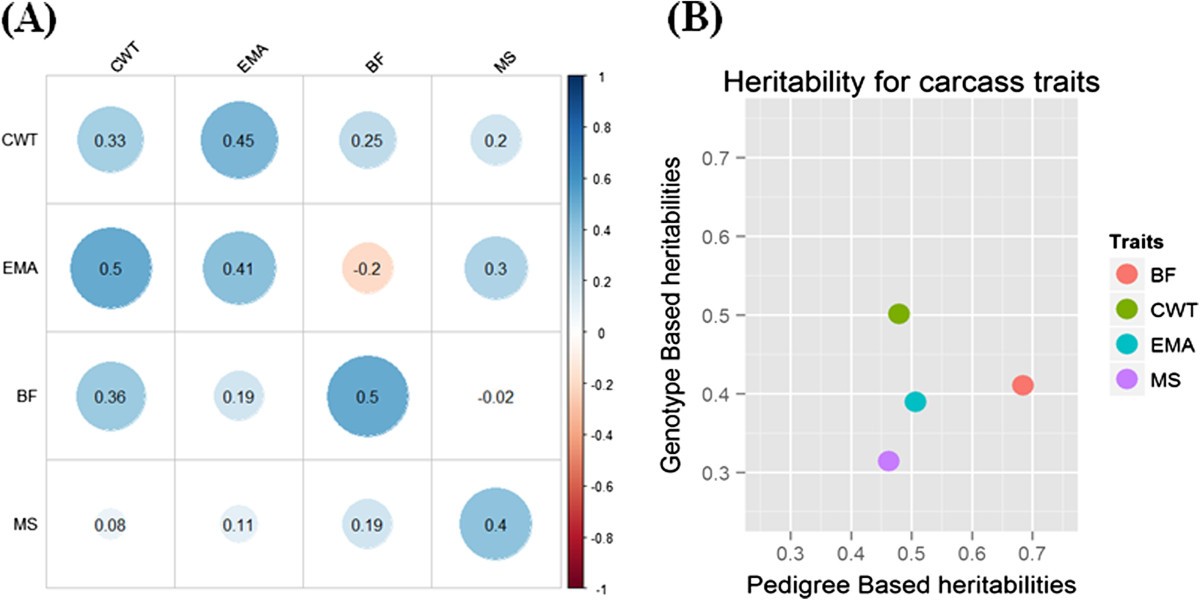 (A)
CWT EMA BF MS
CWT 0.33 0.45 0.25 0.2
EMA 0.5 0.41 -0.2 0.3
BF 0.36 0.19 0.5 -0.02
MS 0.08 0.11 0.19 0.4
1
0.8
0.6
0.4
0.2
0
-0.2
-0.4
-0.6
-0.8
-1
(B)
Heritability for carcass traits
Genotype Based heritabilities
0.7
0.6
0.5
0.4
0.3
0.3 0.4 0.5 0.6 0.7
Pedigree Based heritabilities
Traits
BF
CWT
EMA
MS